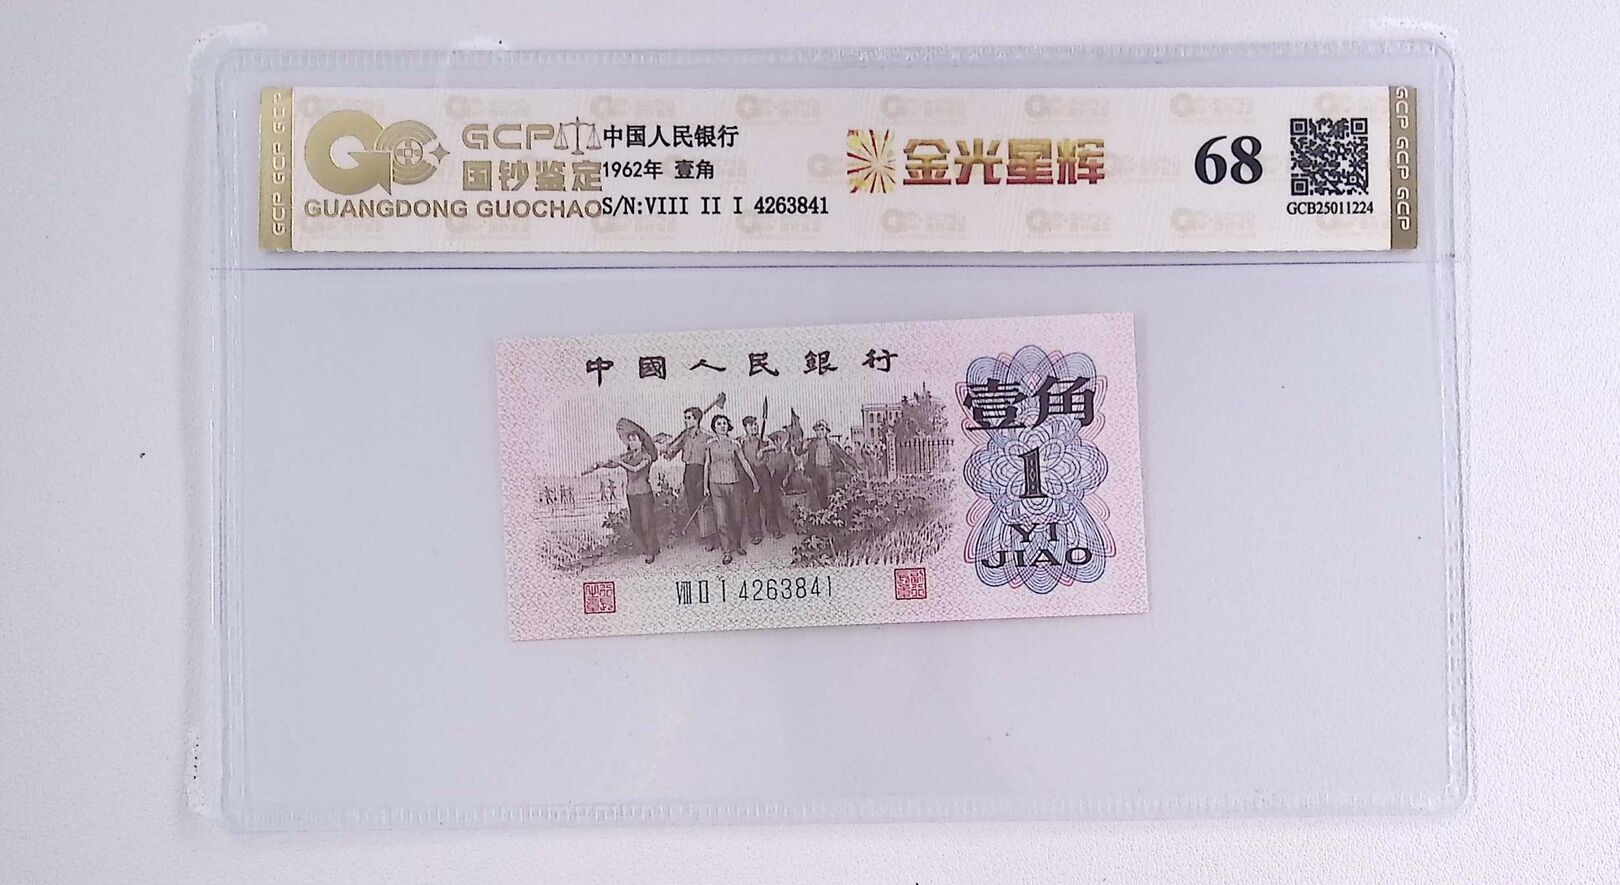 GCP GCP GCP
GCP
国钞鉴定
GUANGDONG GUOCHAO
中国人民银行
1962年 壹角
S/N:VIII II I 4263841
金光星辉
68
GCB25011224
GCP GCP GCP
中國人民銀行
壹角
1
YI
JIAO
VIII II I 4263841